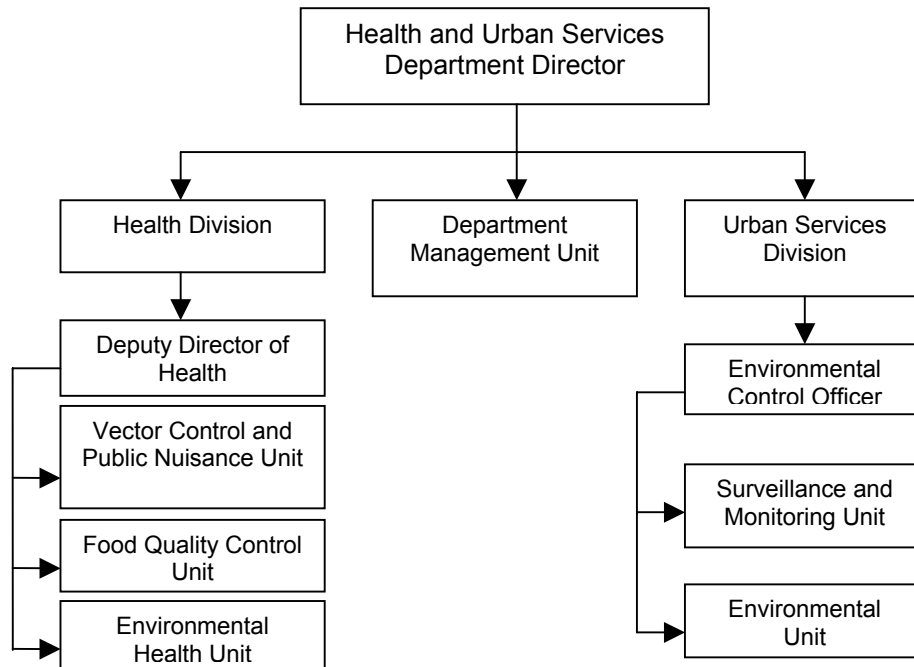 Health and Urban Services
Department Director
Health Division
Department
Management Unit
Urban Services
Division
Deputy Director of
Health
Environmental
Control Officer
Vector Control and
Public Nuisance Unit
Surveillance and
Monitoring Unit
Food Quality Control
Unit
Environmental
Health Unit
Environmental
Unit